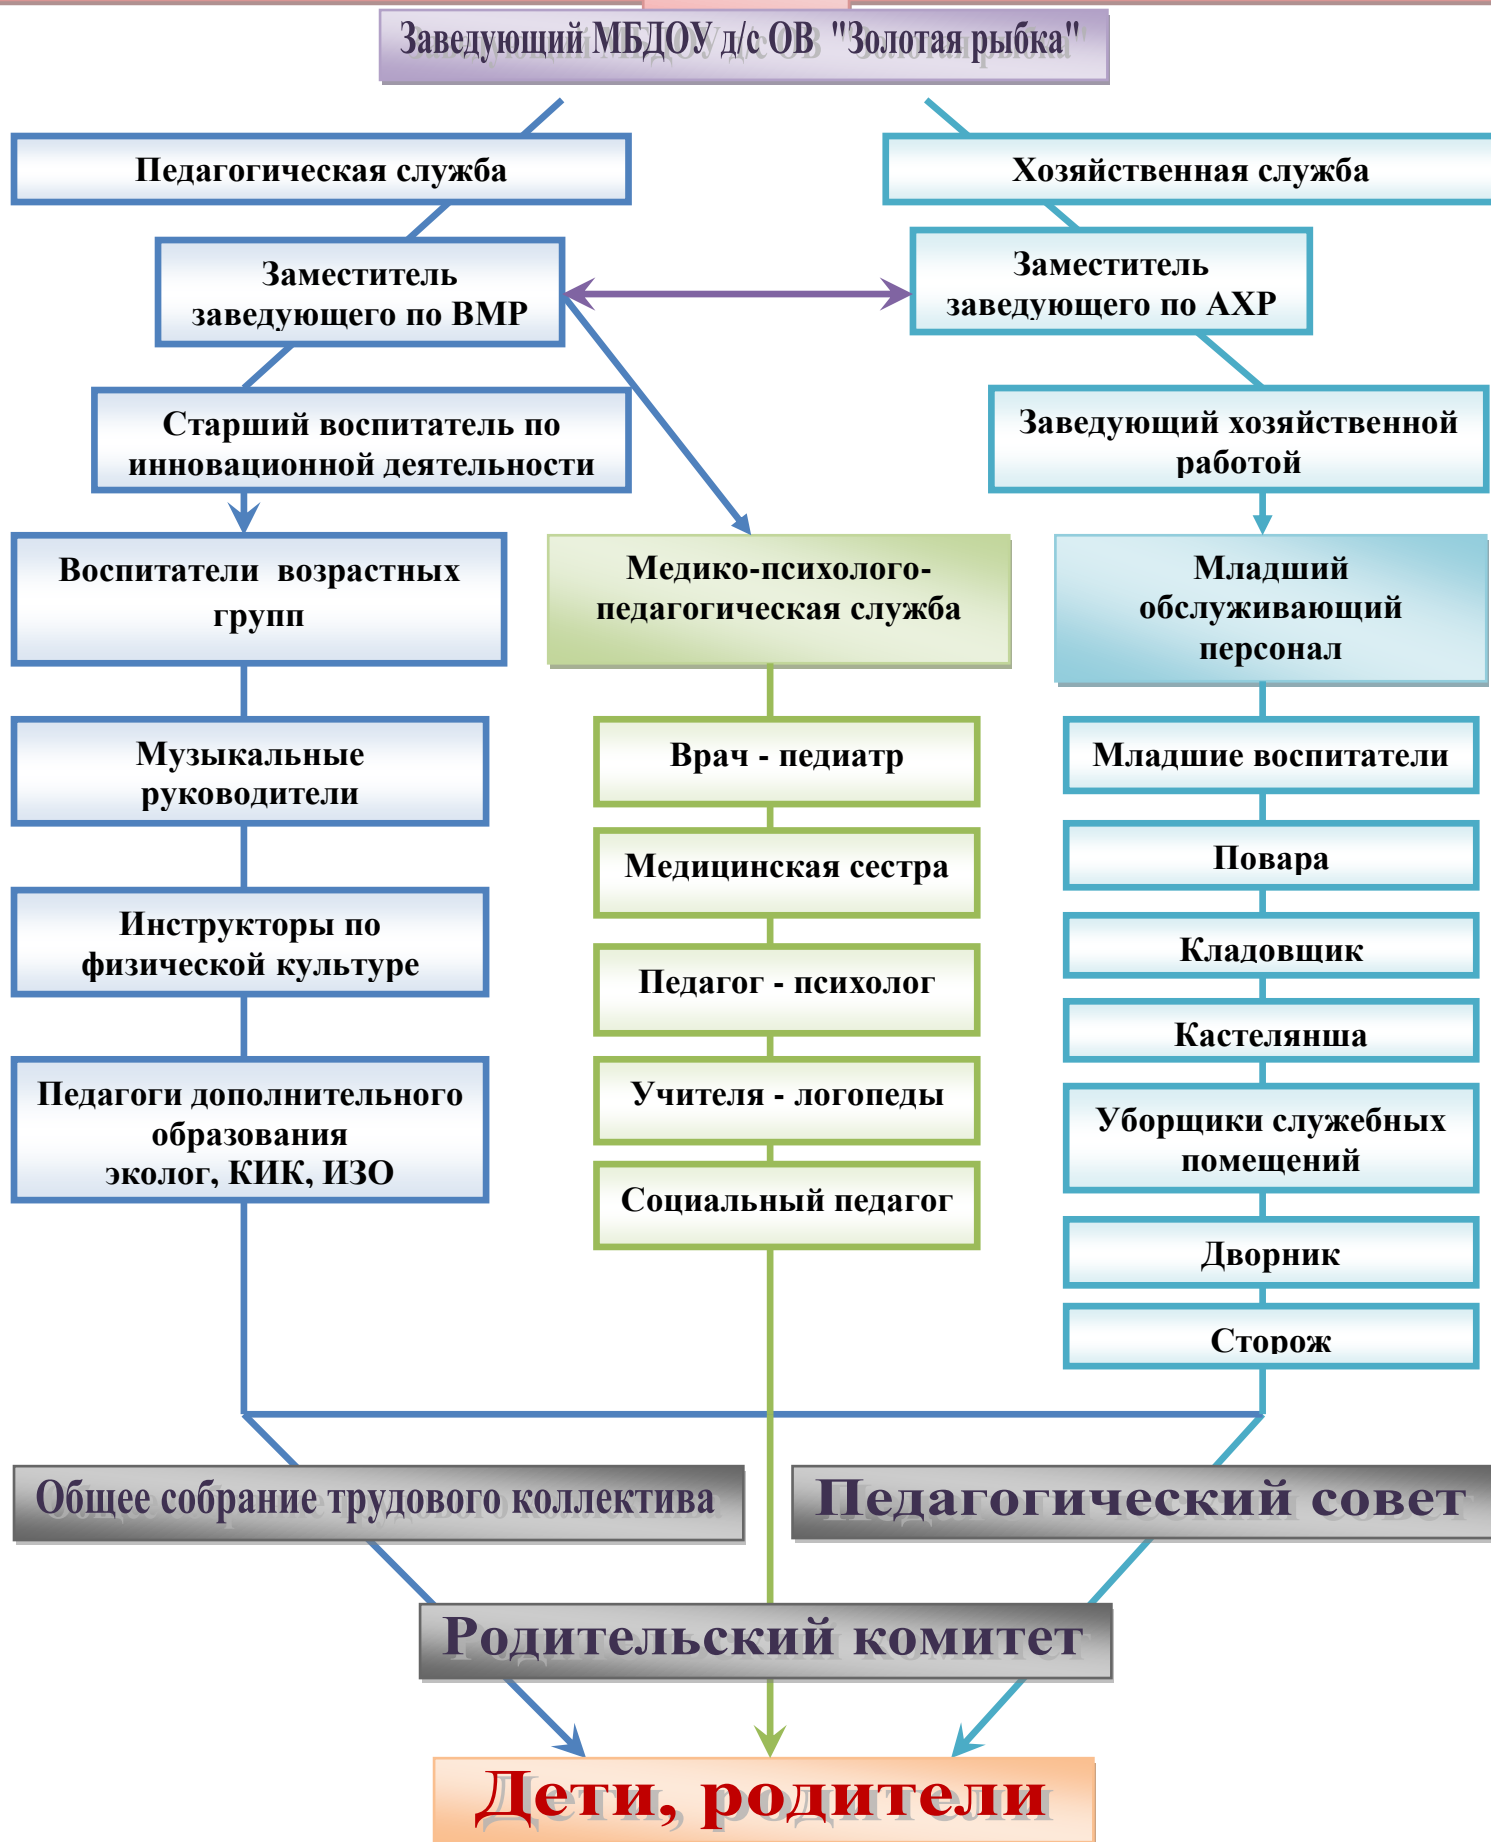 Заведующий МБДОУ д/с ОВ "Золотая рыбка"
Педагогическая служба
Хозяйственная служба
Заместитель
заведующего по ВМР
Заместитель
заведующего по АХР
Старший воспитатель по
инновационной деятельности
Заведующий хозяйственной
работой
Воспитатели возрастных
групп
Медико-психолого-
педагогическая служба
Младший
обслуживающий
персонал
Музыкальные
руководители
Инструкторы по
физической культуре
Педагоги дополнительного
образования
эколог, КИК, ИЗО
Врач - педиатр
Медицинская сестра
Педагог - психолог
Учителя - логопеды
Социальный педагог
Младшие воспитатели
Повара
Кладовщик
Кастелянша
Уборщики служебных
помещений
Дворник
Сторож
Общее собрание трудового коллектива
Педагогический совет
Родительский комитет
Дети, родители